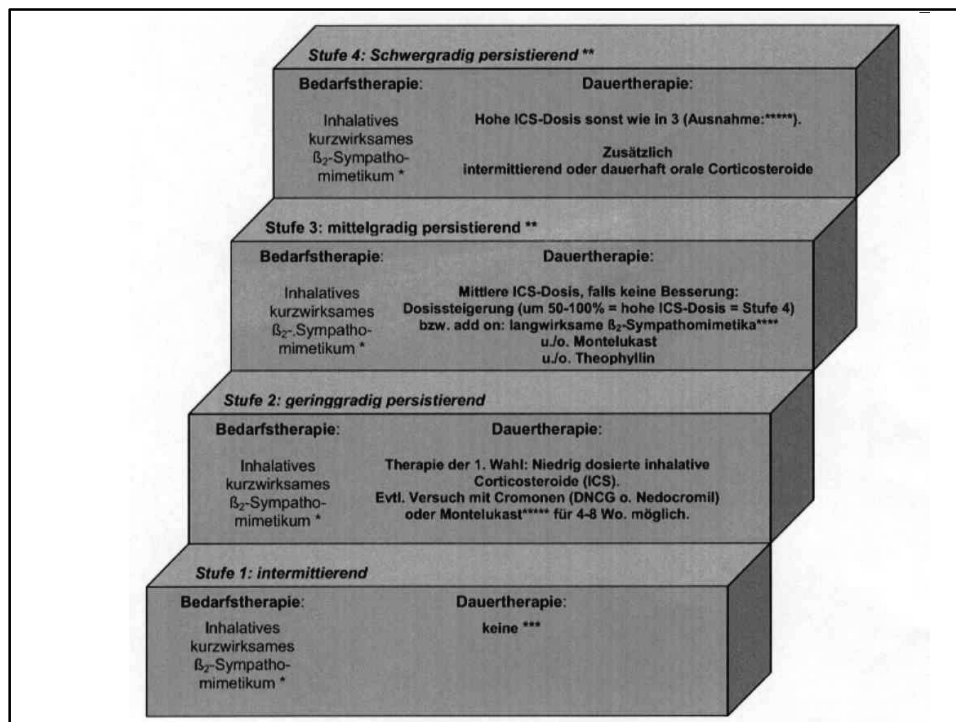 Stufe 4: Schwergradig persistierend **
Bedarfstherapie:
Inhalatives
kurzwirksames
ß₂-Sympatho-
mimetikum *
Dauertherapie:
Hohe ICS-Dosis sonst wie in 3 (Ausnahme:*****).
Zusätzlich
intermittierend oder dauerhaft orale Corticosteroide
Stufe 3: mittelgradig persistierend **
Bedarfstherapie:
Inhalatives
kurzwirksames
ß₂-.Sympatho-
mimetikum *
Dauertherapie:
Mittlere ICS-Dosis, falls keine Besserung:
Dosissteigerung (um 50-100% = hohe ICS-Dosis = Stufe 4)
bzw. add on: langwirksame ß₂-Sympathomimetika****
u./o. Montelukast
u./o. Theophyllin
Stufe 2: geringgradig persistierend
Bedarfstherapie:
Inhalatives
kurzwirksames
ß₂-Sympatho-
mimetikum *
Dauertherapie:
Therapie der 1. Wahl: Niedrig dosierte inhalative
Corticosteroide (ICS).
Evtl. Versuch mit Cromonen (DNCG o. Nedocromil)
oder Montelukast***** für 4-8 Wo. möglich.
Stufe 1: intermittierend
Bedarfstherapie:
Inhalatives
kurzwirksames
ß₂-Sympatho-
mimetikum *
Dauertherapie:
keine ***